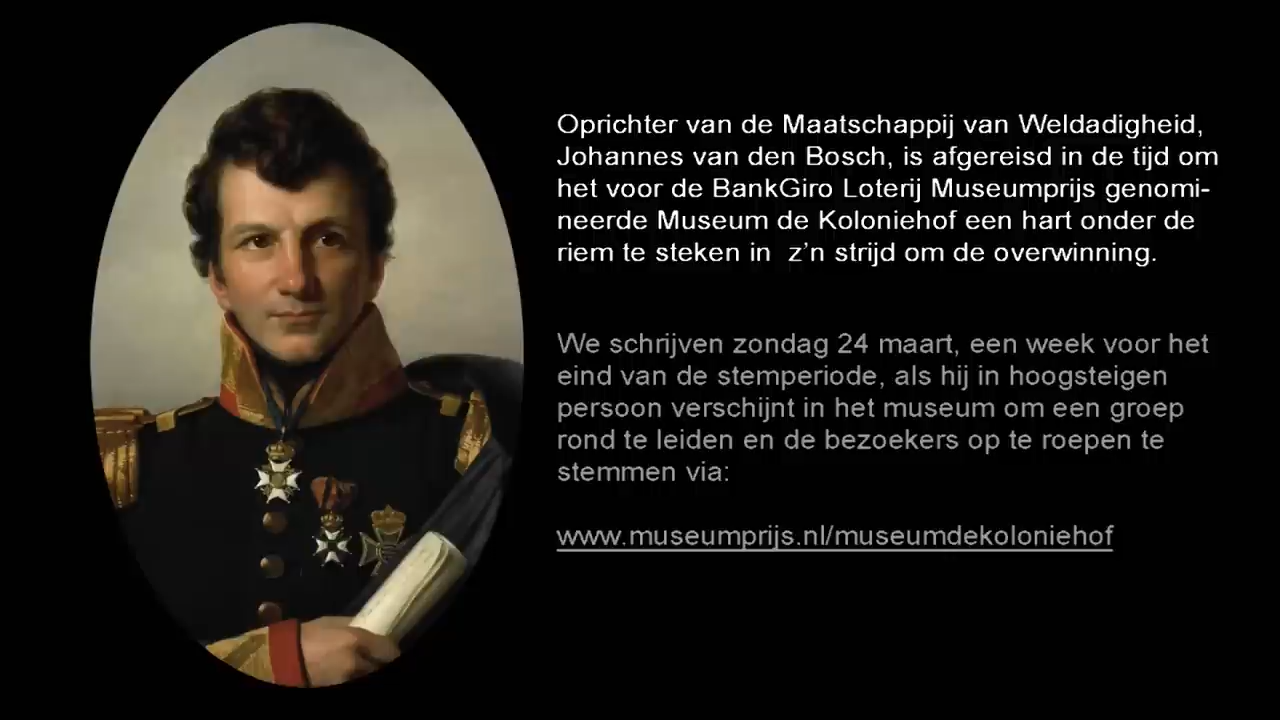 Oprichter van de Maatschappij van Weldadigheid,
Johannes van den Bosch, is afgereisd in de tijd om
het voor de BankGiro Loterij Museumprijs genomi-
neerde Museum de Koloniehof een hart onder de
riem te steken in  z’n strijd om de overwinning.
We schrijven zondag 24 maart, een week voor het
eind van de stemperiode, als hij in hoogsteigen
persoon verschijnt in het museum om een groep
rond te leiden en de bezoekers op te roepen te
stemmen via:
www.museumprijs.nl/museumdekoloniehof